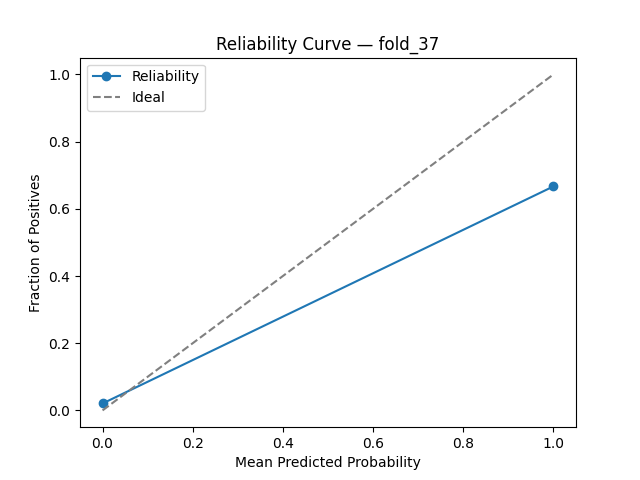 Reliability Curve — fold_37
Reliability
Ideal
1.0
0.8
0.6
0.4
0.2
0.0
Fraction of Positives
0.0 0.2 0.4 0.6 0.8 1.0
Mean Predicted Probability